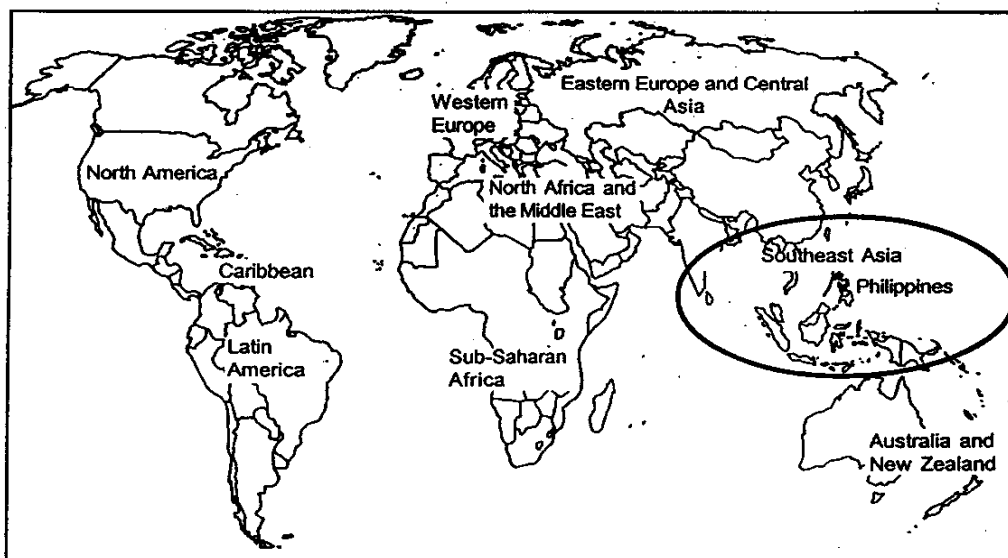 Western
Europe
Eastern Europe and Central
Asia
North America
North Africa and
the Middle East
Southeast Asia
Caribbean
Philippines
Latin
America
Sub-Saharan
Africa
Australia and
New Zealand